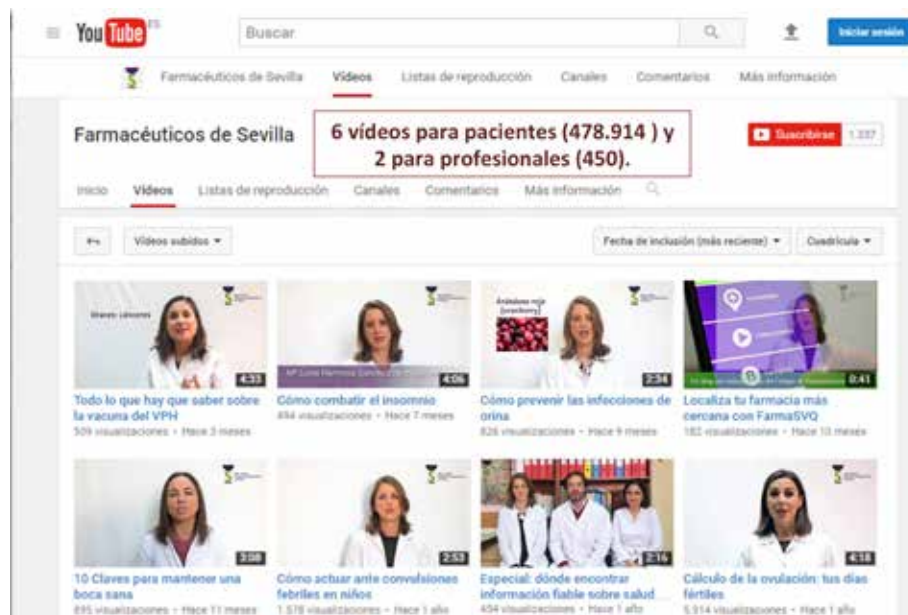 YouTube ES
Buscar
Iniciar sesión
Farmacéuticos de Sevilla Vídeos Listas de reproducción Canales Comentarios Más información
Farmacéuticos de Sevilla
6 vídeos para pacientes (478.914 ) y
2 para profesionales (450).
Suscribirse 1.337
Inicio Vídeos Listas de reproducción Canales Comentarios Más información
Vídeos subidos
Fecha de inclusión (más reciente) Cuadrícula
Arándano rojo
(cranberry)
4:33 4:06 2:34 0:41
Todo lo que hay que saber sobre
la vacuna del VPH
509 visualizaciones • Hace 3 meses
Cómo combatir el insomnio
494 visualizaciones • Hace 7 meses
Cómo prevenir las infecciones de
orina
826 visualizaciones • Hace 9 meses
Localiza tu farmacia más
cercana con FarmaSVQ
182 visualizaciones • Hace 10 meses
3:08 2:53 2:16 4:18
10 Claves para mantener una
boca sana
695 visualizaciones • Hace 11 meses
Cómo actuar ante convulsiones
febriles en niños
1.578 visualizaciones • Hace 1 año
Especial: dónde encontrar
información fiable sobre salud
454 visualizaciones • Hace 1 año
Cálculo de la ovulación: tus días
fértiles
5.914 visualizaciones • Hace 1 año